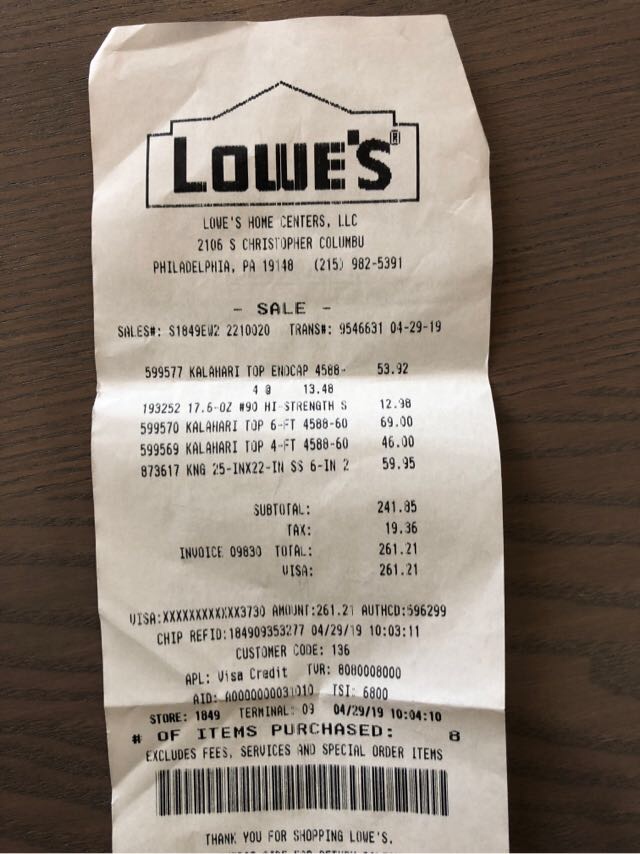 LOWE'S®
LOWE'S HOME CENTERS, LLC
2106 S CHRISTOPHER COLUMBU
PHILADELPHIA, PA 19148 (215) 982-5391
- SALE -
SALES#: S1849EW2 2210020 TRANS#: 9546631 04-29-19
599577 KALAHARI TOP ENDCAP 4588- 53.92
4 @ 13.48
193252 17.6-OZ #90 HI-STRENGTH S 12.98
599570 KALAHARI TOP 6-FT 4588-60 69.00
599569 KALAHARI TOP 4-FT 4588-60 46.00
873617 KNG 25-INX22-IN SS 6-IN 2 59.95
SUBTOTAL: 241.85
TAX: 19.36
INVOICE 09830 TOTAL: 261.21
VISA: 261.21
VISA:XXXXXXXXXXXX3730 AMOUNT:261.21 AUTHCD:596299
CHIP REFID:184909353277 04/29/19 10:03:11
CUSTOMER CODE: 136
APL: Visa Credit TVR: 8080008000
AID: A0000000031010 TSI: 6800
STORE: 1849 TERMINAL: 09 04/29/19 10:04:10
# OF ITEMS PURCHASED: 8
EXCLUDES FEES, SERVICES AND SPECIAL ORDER ITEMS
THANK YOU FOR SHOPPING LOWE'S.